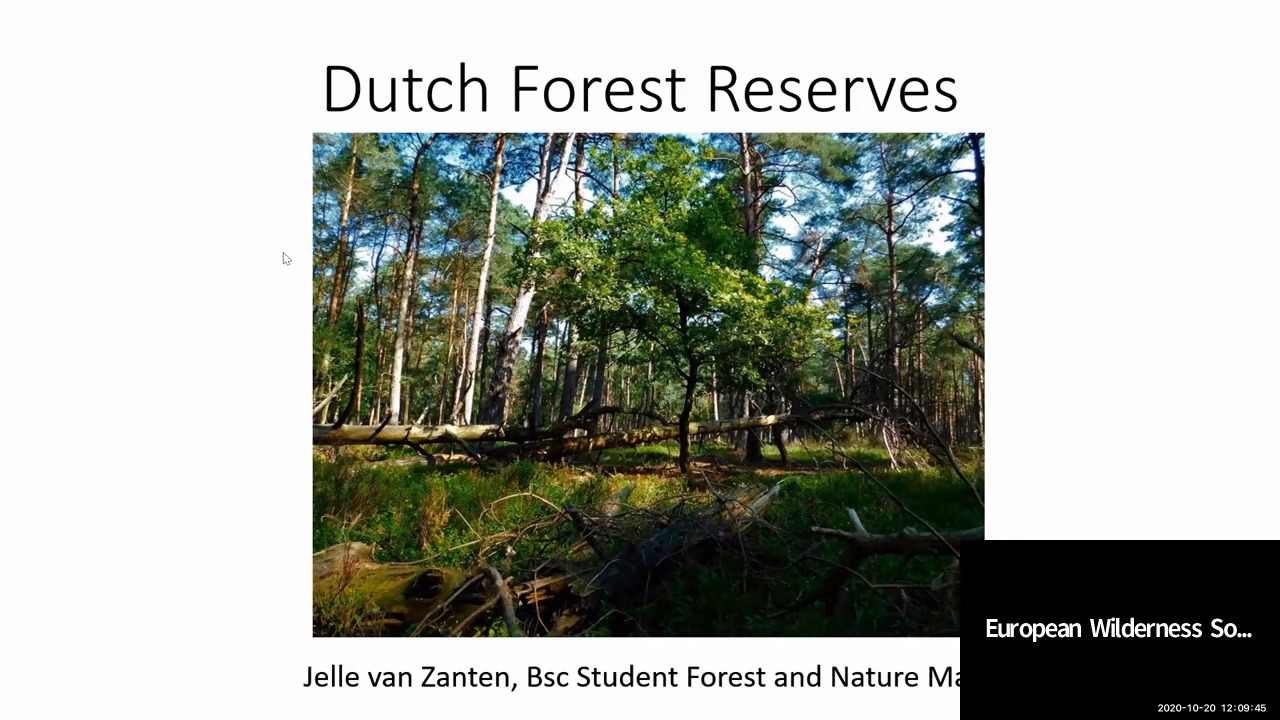 Dutch Forest Reserves
Jelle van Zanten, Bsc Student Forest and Nature Ma
European Wilderness So...
2020-10-20 12:09:45